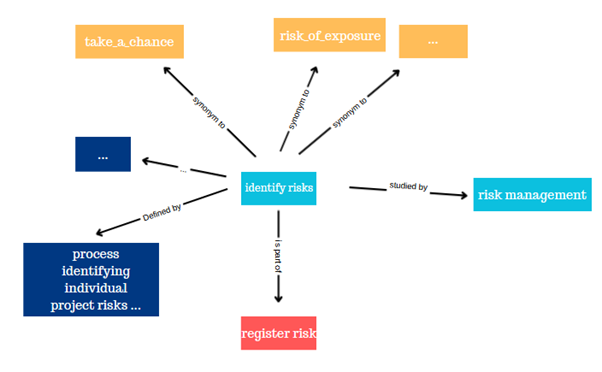 take_a_chance
risk_of_exposure
...
synonym to
synonym to
synonym to
...
...
identify risks
studied by
risk management
Defined by
is part of
process
identifying
individual
project risks ...
register risk